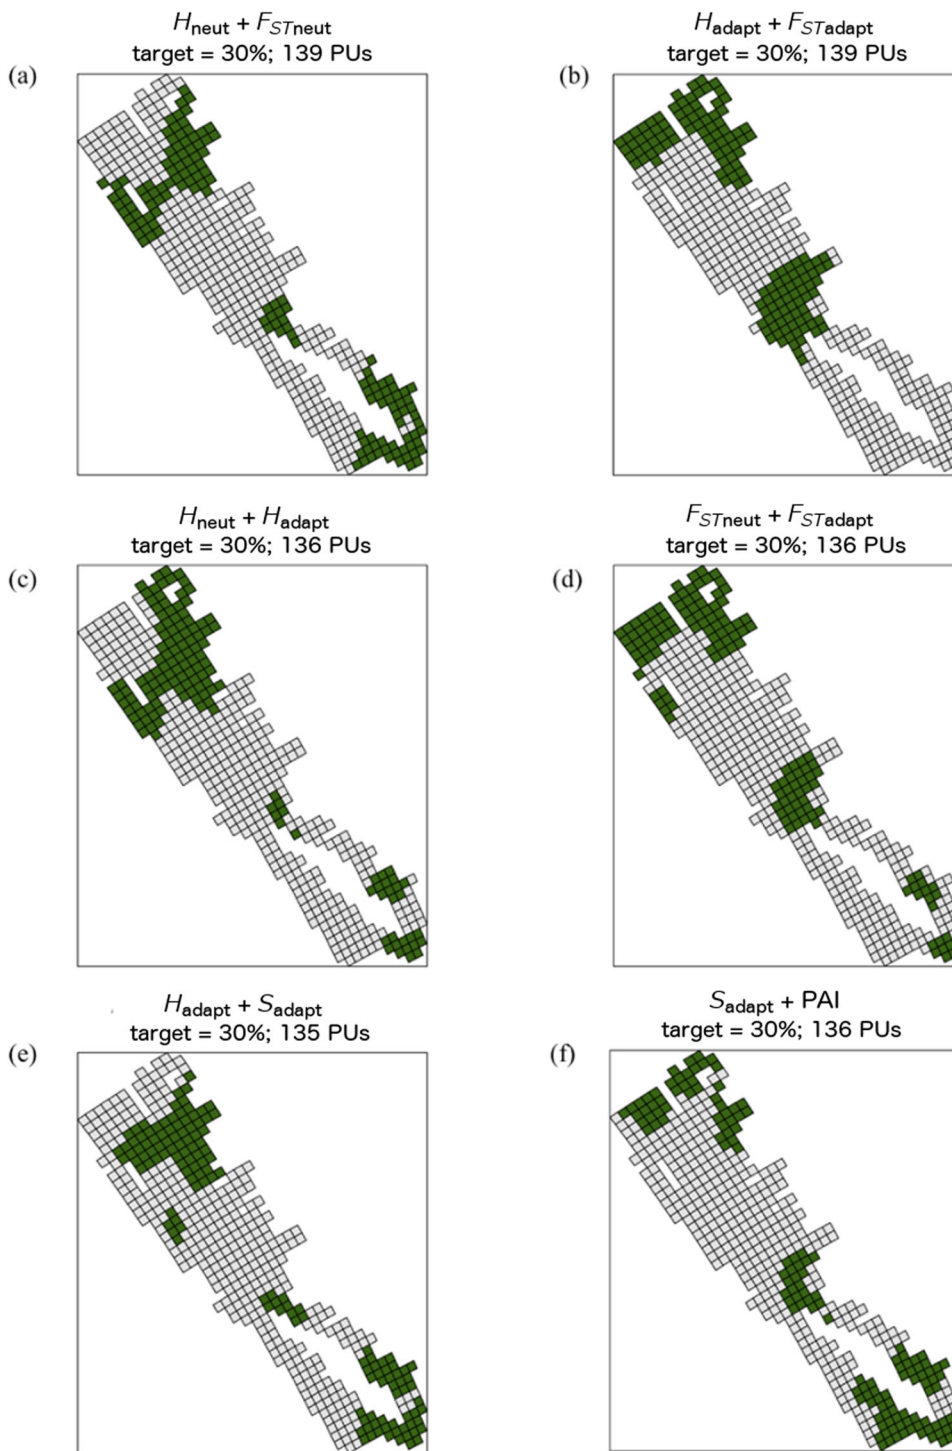 H_neut + F_STneut
target = 30%; 139 PUs
(a)
H_adapt + F_STadapt
target = 30%; 139 PUs
(b)
H_neut + H_adapt
target = 30%; 136 PUs
(c)
F_STneut + F_STadapt
target = 30%; 136 PUs
(d)
H_adapt + S_adapt
target = 30%; 135 PUs
(e)
S_adapt + PAI
target = 30%; 136 PUs
(f)